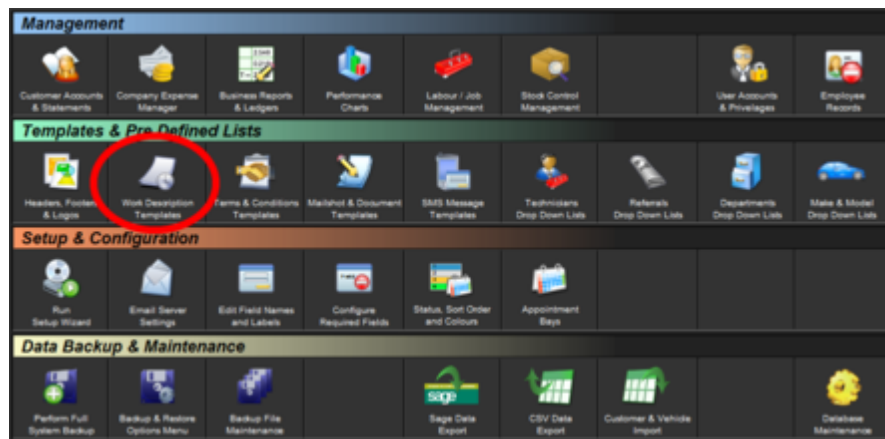 Management
Customer Accounts
& Statements
Company Expense
Manager
Business Reports
& Ledgers
Performance
Charts
Labour / Job
Management
Stock Control
Management
User Accounts
& Privelages
Employee
Records
Templates & Pre Defined Lists
Headers, Footers
& Logos
Work Description
Templates
Terms & Conditions
Templates
Mailshot & Document
Templates
SMS Message
Templates
Technicians
Drop Down Lists
Referrals
Drop Down Lists
Departments
Drop Down Lists
Make & Model
Drop Down Lists
Setup & Configuration
Run
Setup Wizard
Email Server
Settings
Edit Field Names
and Labels
Configure
Required Fields
Status, Sort Order
and Colours
Appointment
Bays
Data Backup & Maintenance
Perform Full
System Backup
Backup & Restore
Options Menu
Backup File
Maintenance
sage
Sage Data
Export
CSV Data
Export
Customer & Vehicle
Import
Database
Maintenance